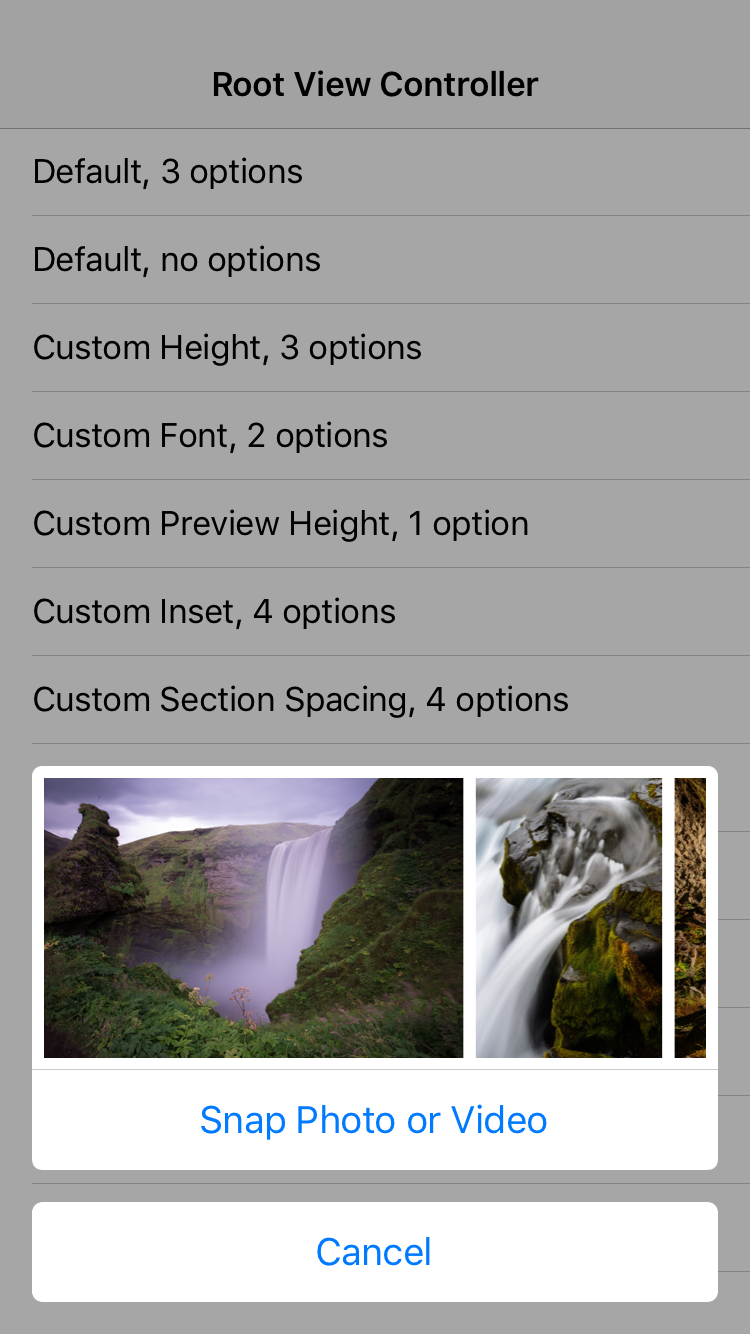 Root View Controller
Default, 3 options
Default, no options
Custom Height, 3 options
Custom Font, 2 options
Custom Preview Height, 1 option
Custom Inset, 4 options
Custom Section Spacing, 4 options
Snap Photo or Video
Cancel